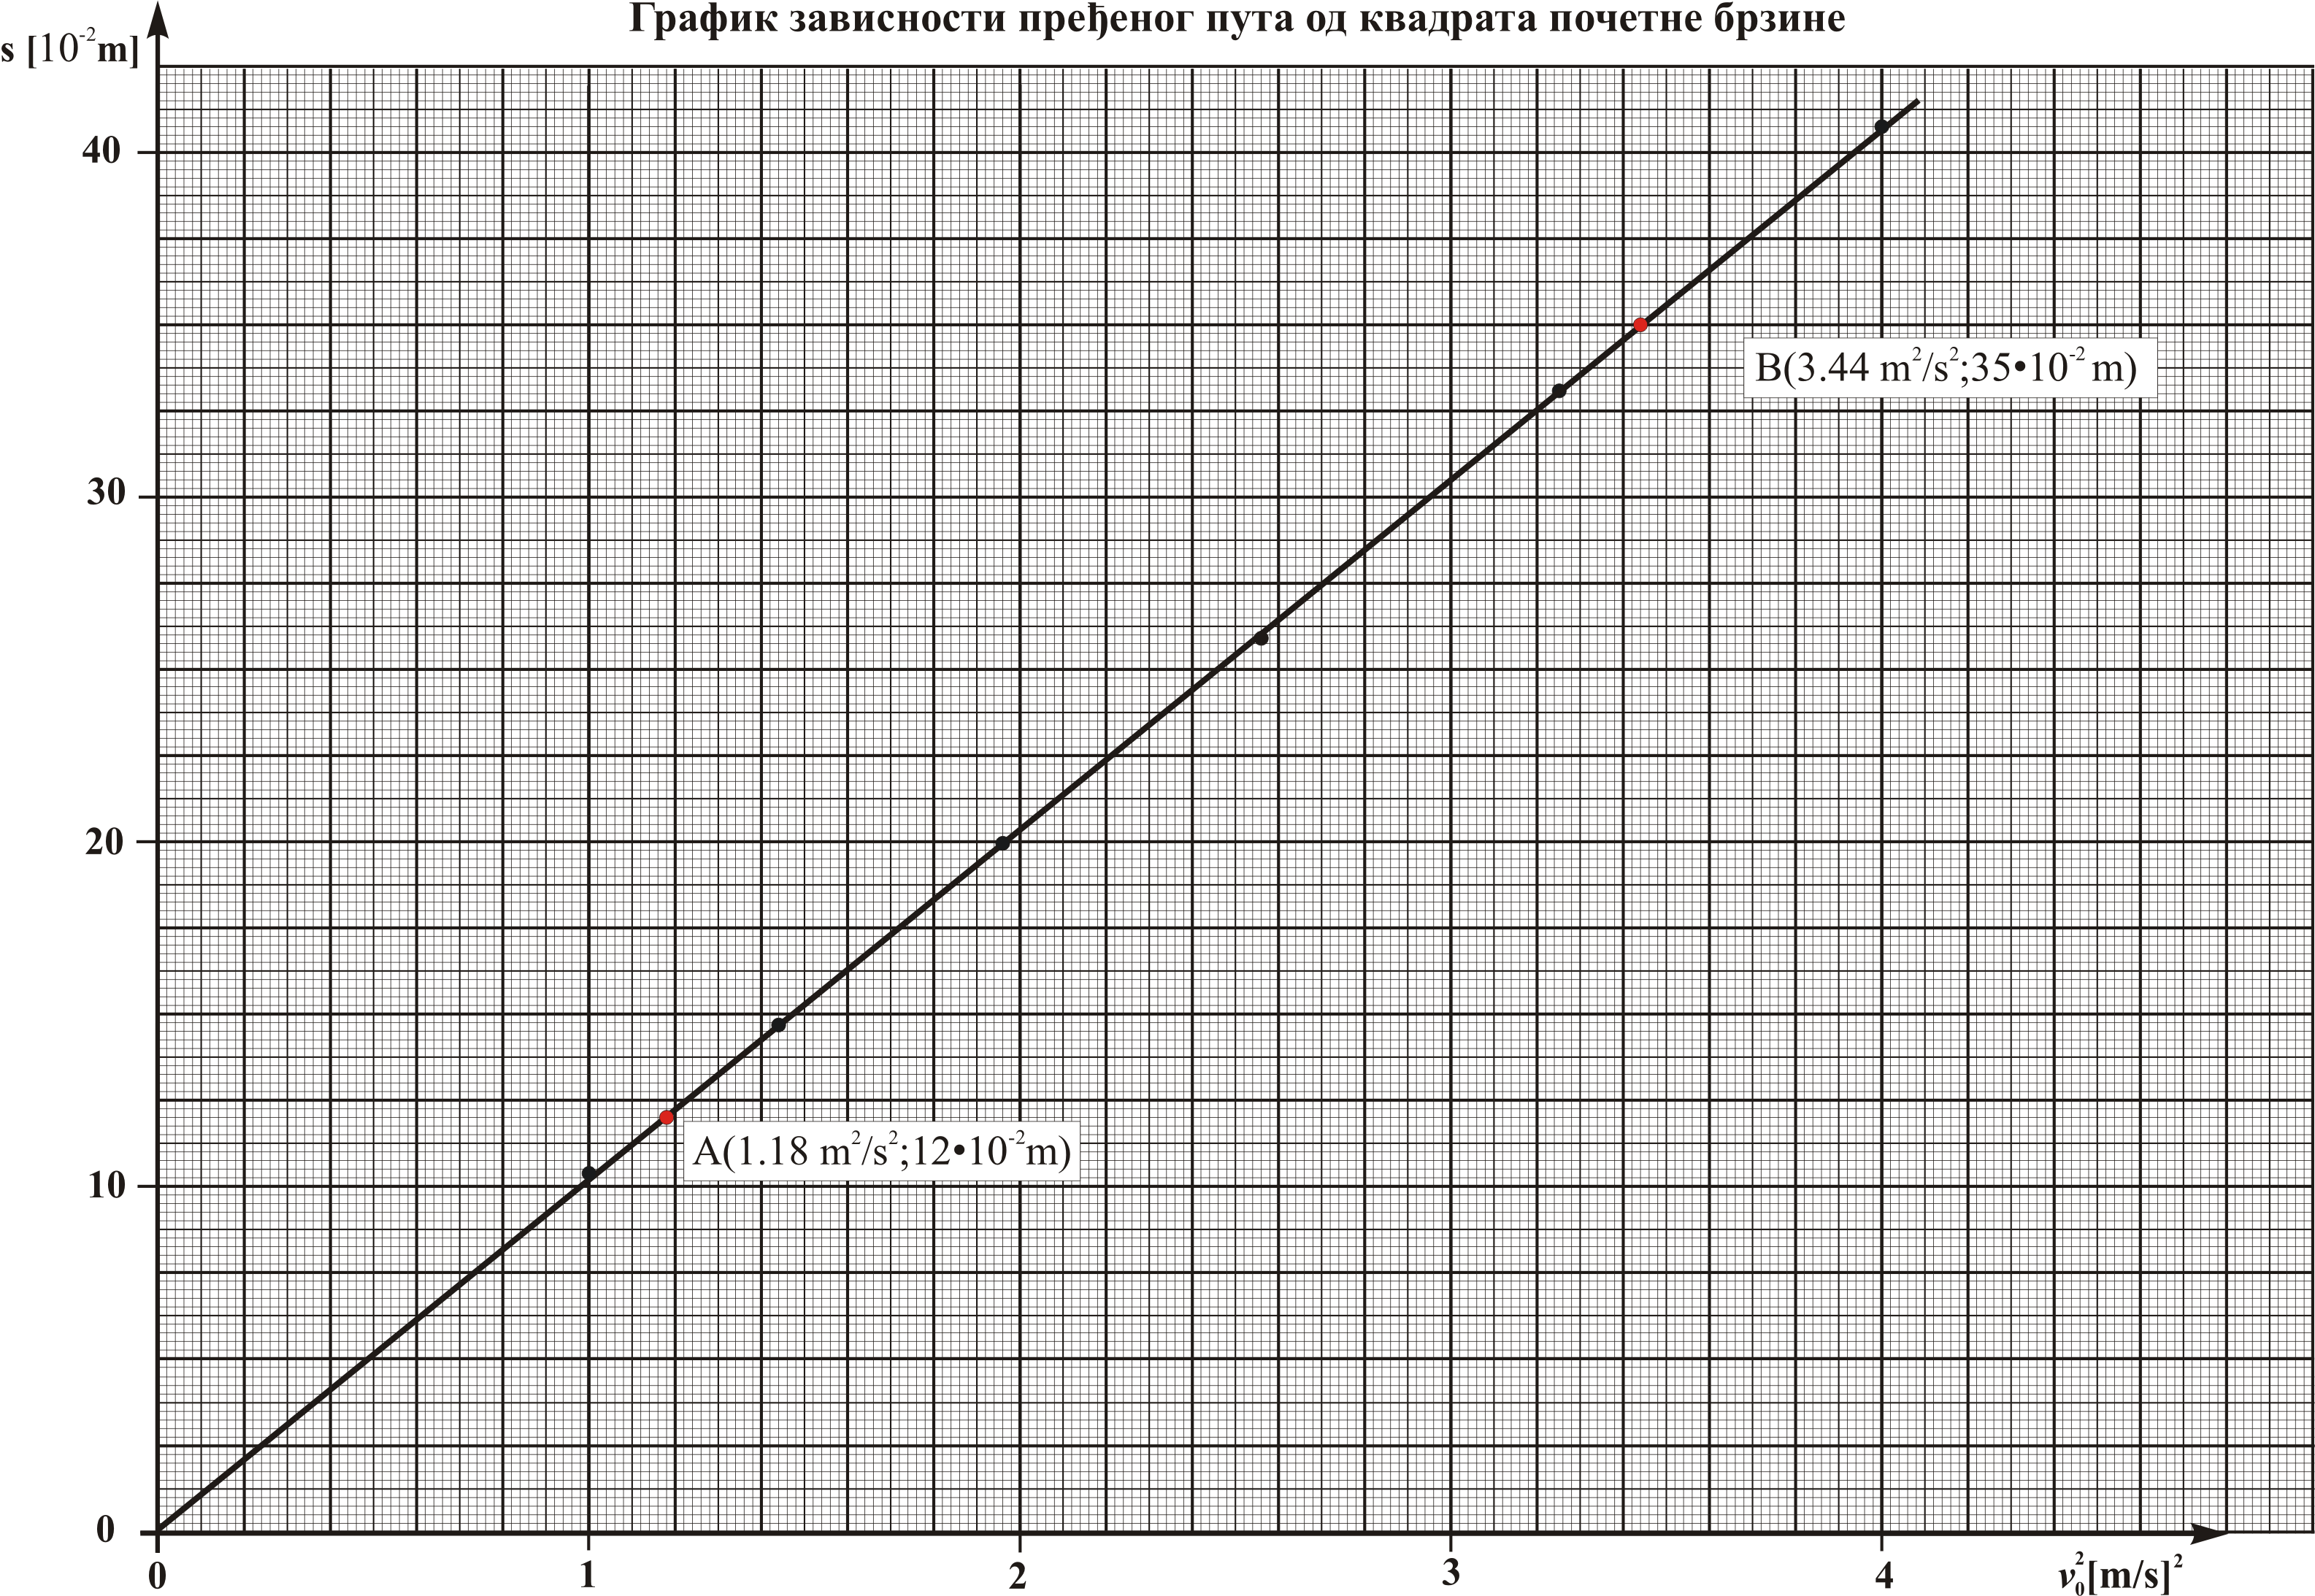 График зависности пређеног пута од квадрата почетне брзине
s [10⁻²m]
40
B(3.44 m²/s²;35•10⁻² m)
30
20
A(1.18 m²/s²;12•10⁻²m)
10
0
0 1 2 3 4 v₀²[m/s]²